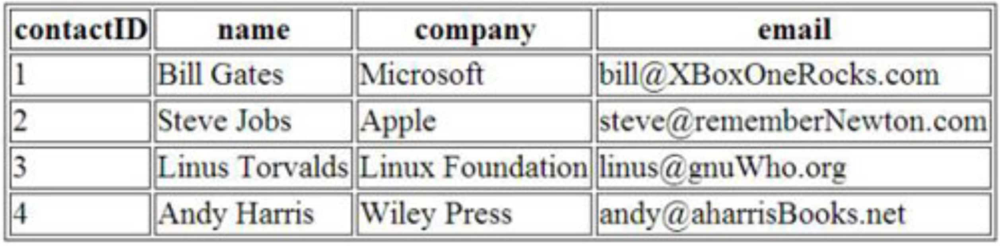 contactID name company email
1 Bill Gates Microsoft bill@XBoxOneRocks.com
2 Steve Jobs Apple steve@rememberNewton.com
3 Linus Torvalds Linux Foundation linus@gnuWho.org
4 Andy Harris Wiley Press andy@aharrisBooks.net